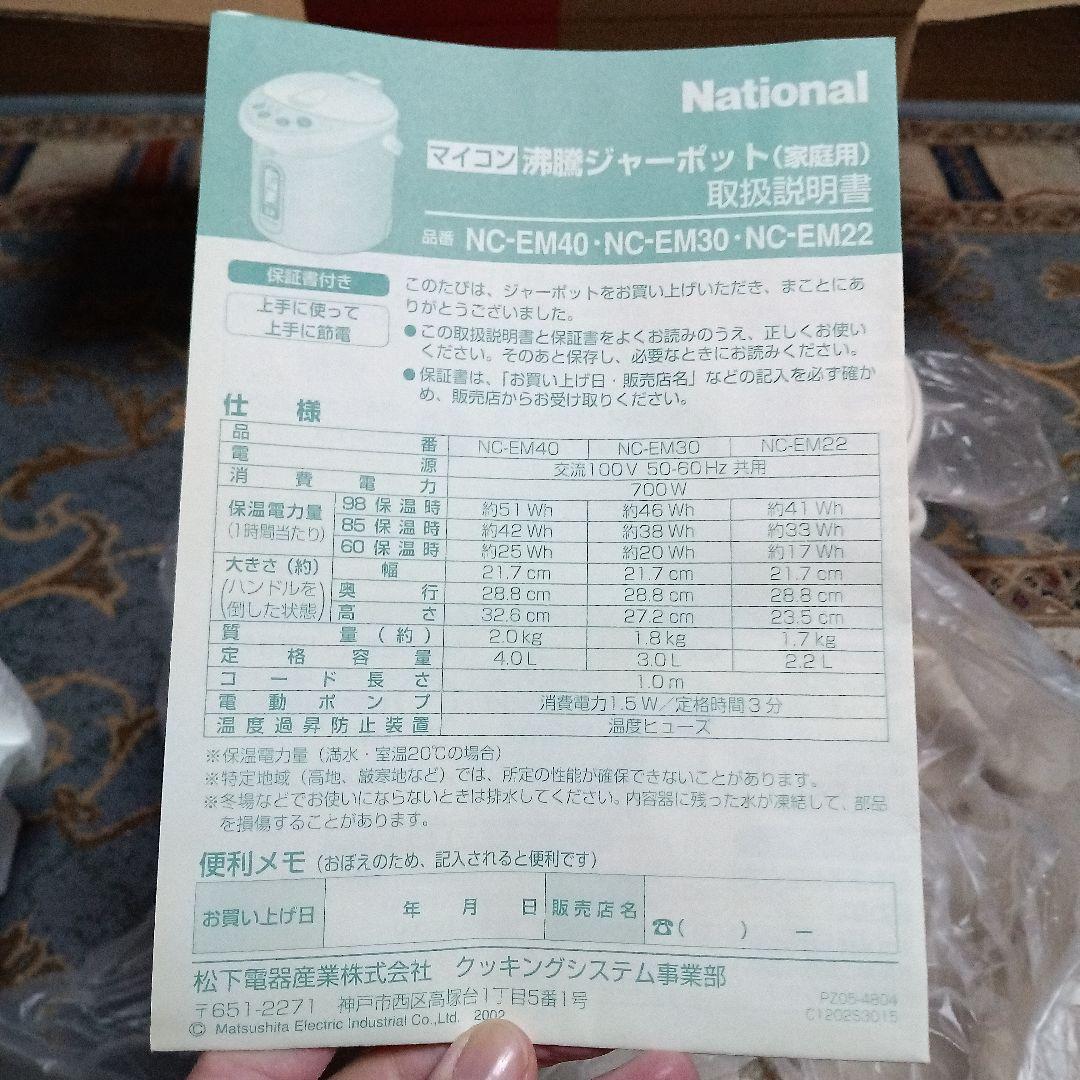 National
マイコン 沸騰ジャーポット(家庭用)
取扱説明書
品番 NC-EM40・NC-EM30・NC-EM22
保証書付き
上手に使って
上手に節電
このたびは、ジャーポットをお買い上げいただき、まことにあ
りがとうございました。
●この取扱説明書と保証書をよくお読みのうえ、正しくお使い
ください。そのあと保存し、必要なときにお読みください。
●保証書は、「お買い上げ日・販売店名」などの記入を必ず確か
め、販売店からお受け取りください。
仕様
品番 NC-EM40 NC-EM30 NC-EM22
電源 交流100V 50-60Hz 共用
消費電力 700W
保温電力量 98保温時 約51Wh 約46Wh 約41Wh
(1時間当たり) 85保温時 約42Wh 約38Wh 約33Wh
60保温時 約25Wh 約20Wh 約17Wh
大きさ(約) 幅 21.7cm 21.7cm 21.7cm
(ハンドルを 奥行 28.8cm 28.8cm 28.8cm
倒した状態) 高さ 32.6cm 27.2cm 23.5cm
質量(約) 2.0kg 1.8kg 1.7kg
定格容量 4.0L 3.0L 2.2L
コード長さ 1.0m
電動ポンプ 消費電力1.5W/定格時間3分
温度過昇防止装置 温度ヒューズ
※保温電力量(満水・室温20℃の場合)
※特定地域(高地、厳寒地など)では、所定の性能が確保できないことがあります。
※冬場などでお使いにならないときは排水してください。内容器に残った水が凍結して、部品
を損傷することがあります。
便利メモ(おぼえのため、記入されると便利です)
お買い上げ日 年 月 日 販売店名 ☎( ) ー
松下電器産業株式会社 クッキングシステム事業部
〒651-2271 神戸市西区高塚台1丁目5番1号
© Matsushita Electric Industrial Co.,Ltd. 2002
PZ05-4804
C1202S3015